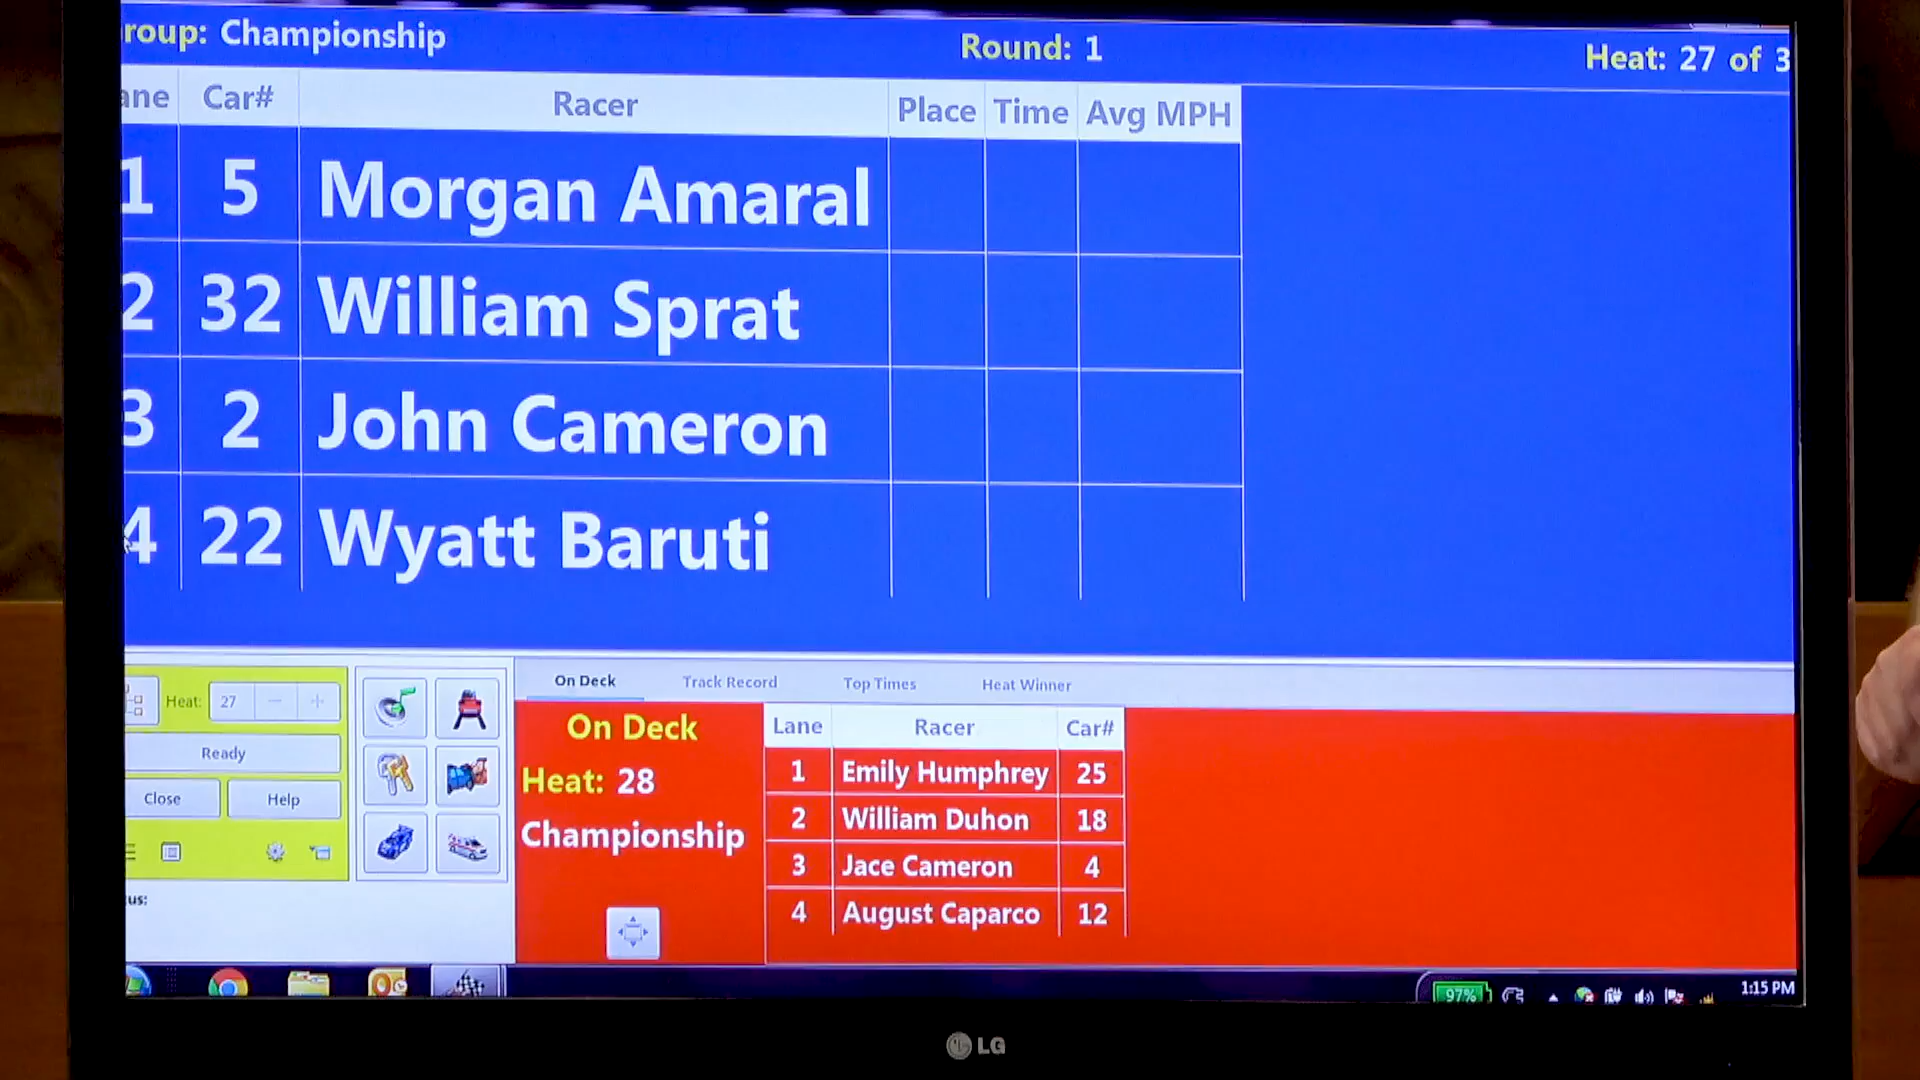 roup: Championship Round: 1 Heat: 27 of 3
ane Car# Racer Place Time Avg MPH
1 5 Morgan Amaral
2 32 William Sprat
3 2 John Cameron
4 22 Wyatt Baruti
On Deck Track Record Top Times Heat Winner
Heat: 27 − +
Ready
Close Help
us:
On Deck
Heat: 28
Championship
Lane Racer Car#
1 Emily Humphrey 25
2 William Duhon 18
3 Jace Cameron 4
4 August Caparco 12
97% 1:15 PM
LG